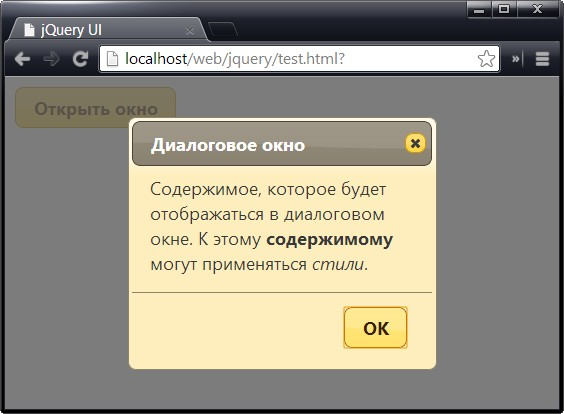 jQuery UI
localhost/web/jquery/test.html?
Открыть окно
Диалоговое окно
Содержимое, которое будет
отображаться в диалоговом
окне. К этому содержимому
могут применяться стили.
OK